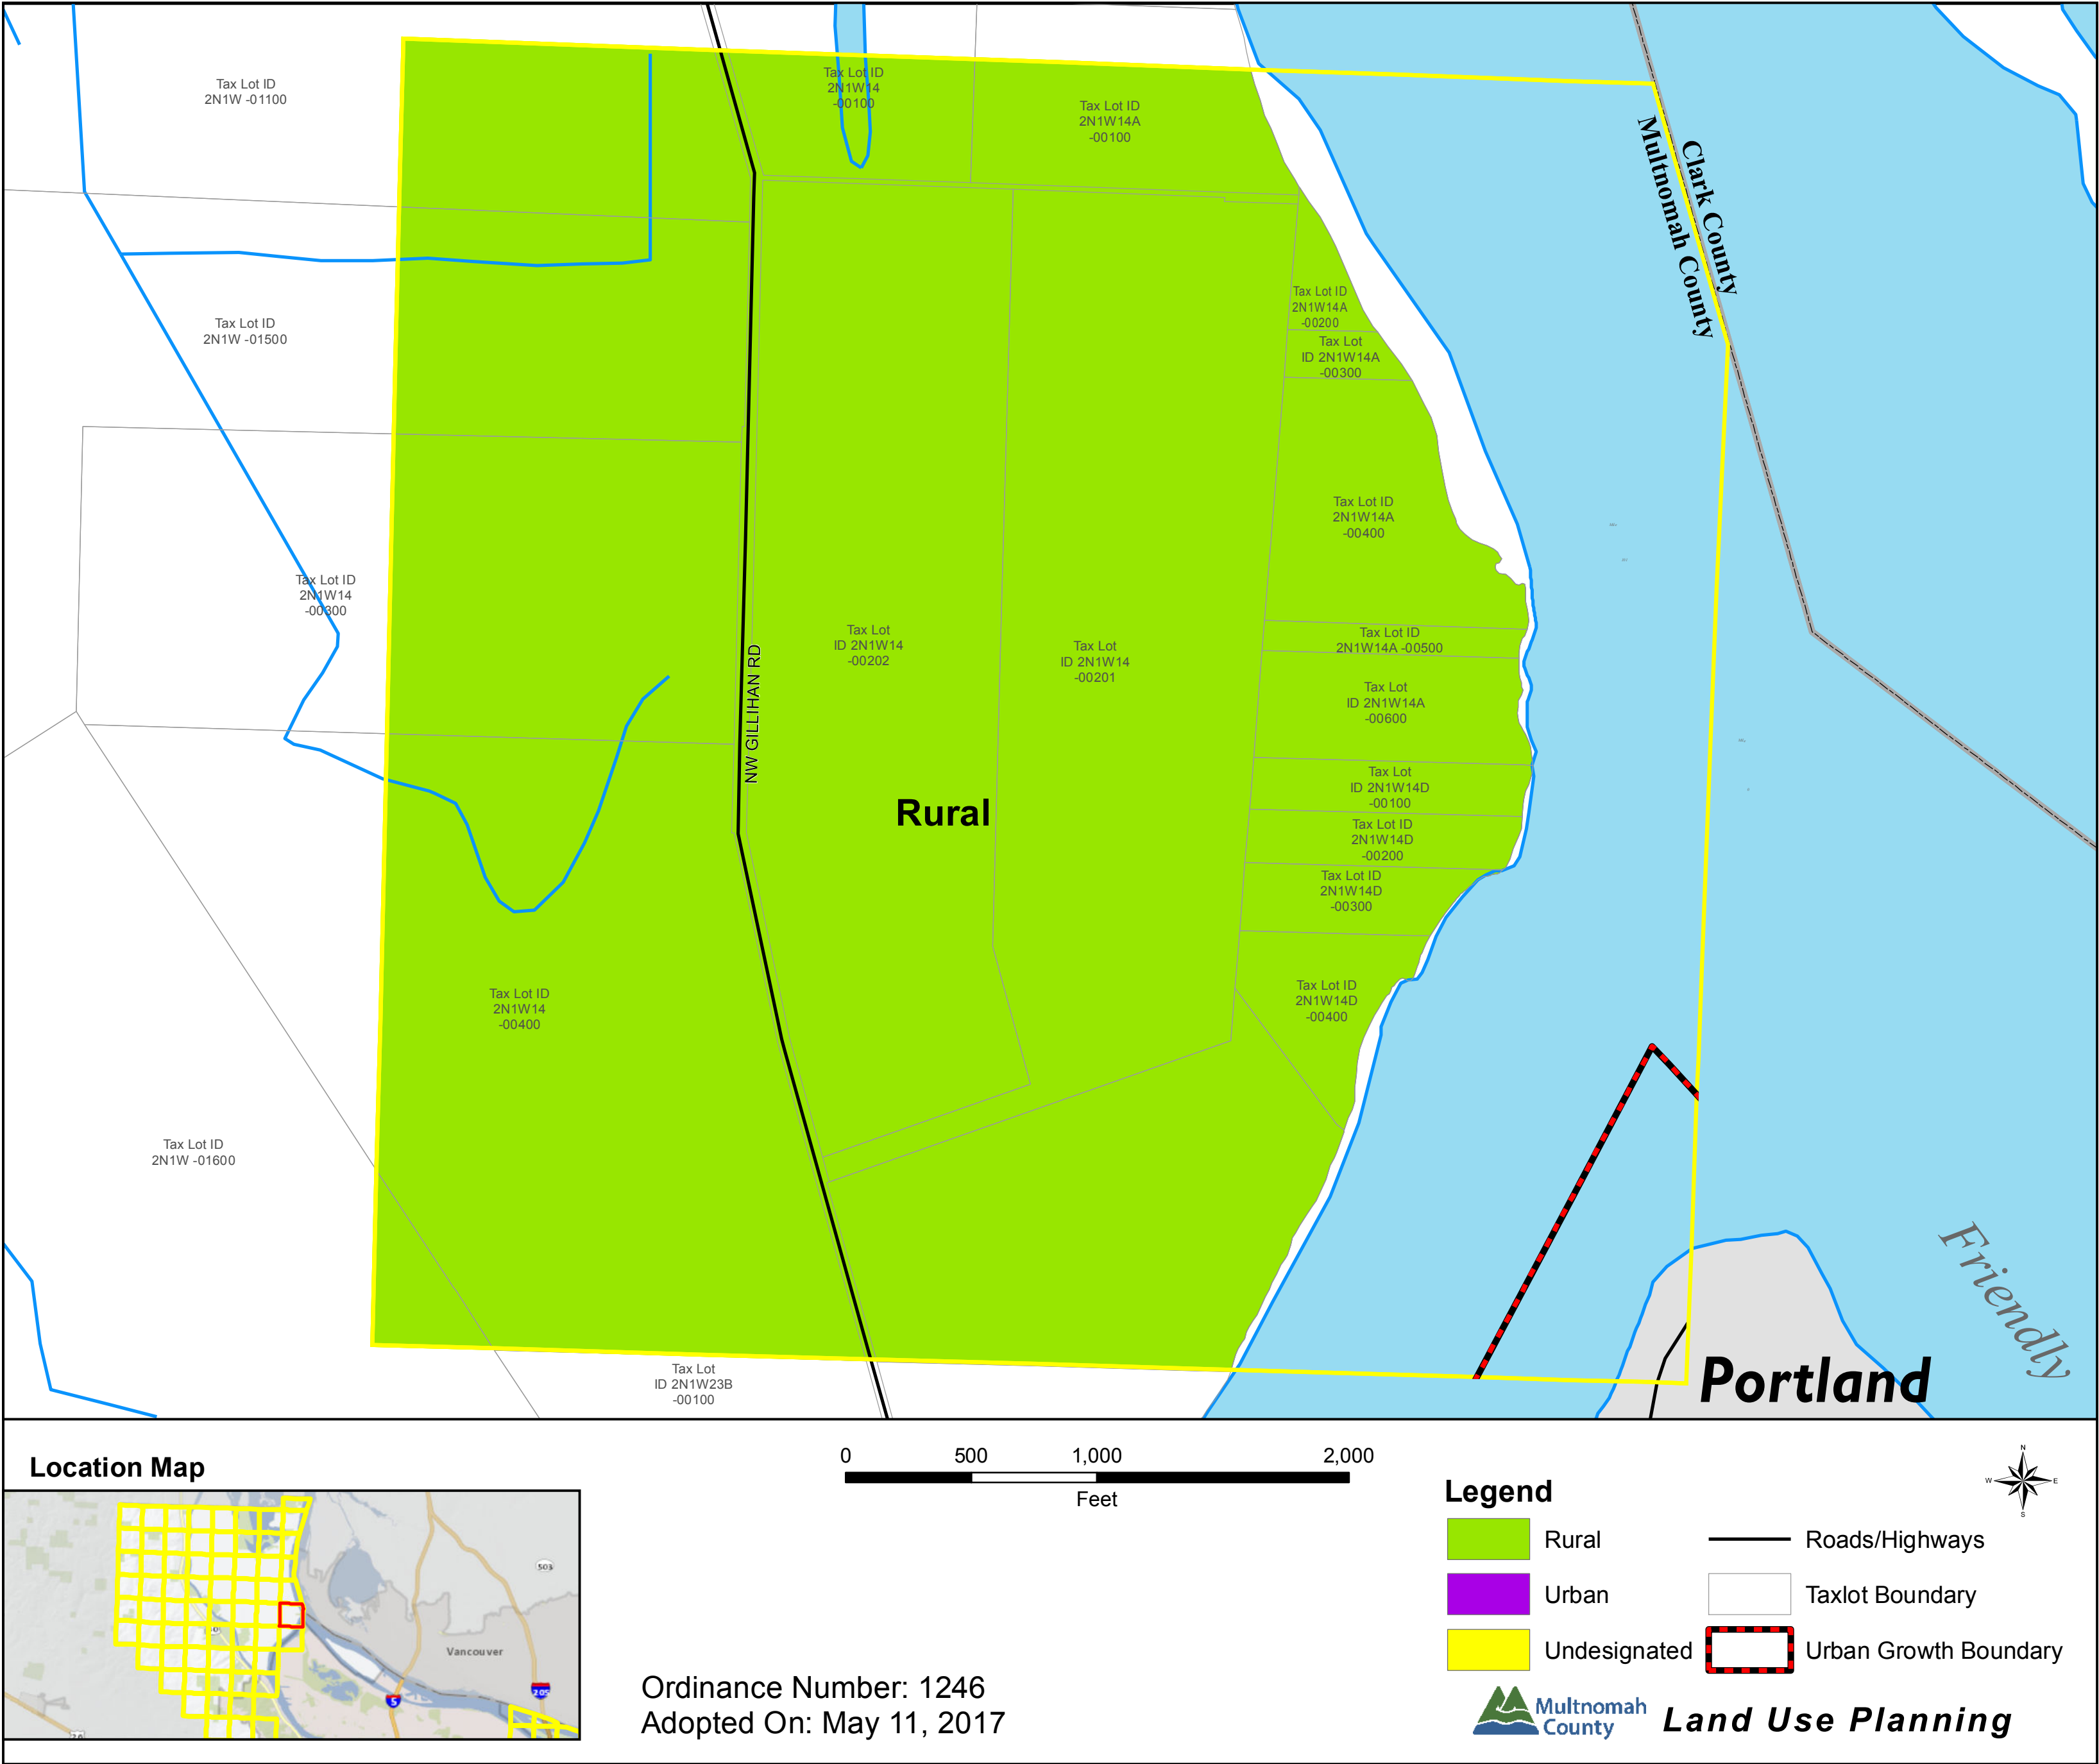 Tax Lot ID
2N1W -01100
Tax Lot ID
2N1W14
-00100
Tax Lot ID
2N1W14A
-00100
Clark County
Multnomah County
Tax Lot ID
2N1W -01500
Tax Lot ID
2N1W14A
-00200
Tax Lot
ID 2N1W14A
-00300
Tax Lot ID
2N1W14A
-00400
Tax Lot ID
2N1W14
-00300
Tax Lot
ID 2N1W14
-00202
Tax Lot
ID 2N1W14
-00201
Tax Lot ID
2N1W14A -00500
Tax Lot
ID 2N1W14A
-00600
NW GILLIHAN RD
Tax Lot
ID 2N1W14D
-00100
Rural
Tax Lot ID
2N1W14D
-00200
Tax Lot ID
2N1W14D
-00300
Tax Lot ID
2N1W14
-00400
Tax Lot ID
2N1W14D
-00400
Tax Lot ID
2N1W -01600
Friendly
Tax Lot
ID 2N1W23B
-00100
Portland
Location Map
503
Vancouver
5
205
0 500 1,000 2,000
Feet
Ordinance Number: 1246
Adopted On: May 11, 2017
N
W E
S
Legend
Rural
Urban
Undesignated
Roads/Highways
Taxlot Boundary
Urban Growth Boundary
Multnomah
County
Land Use Planning